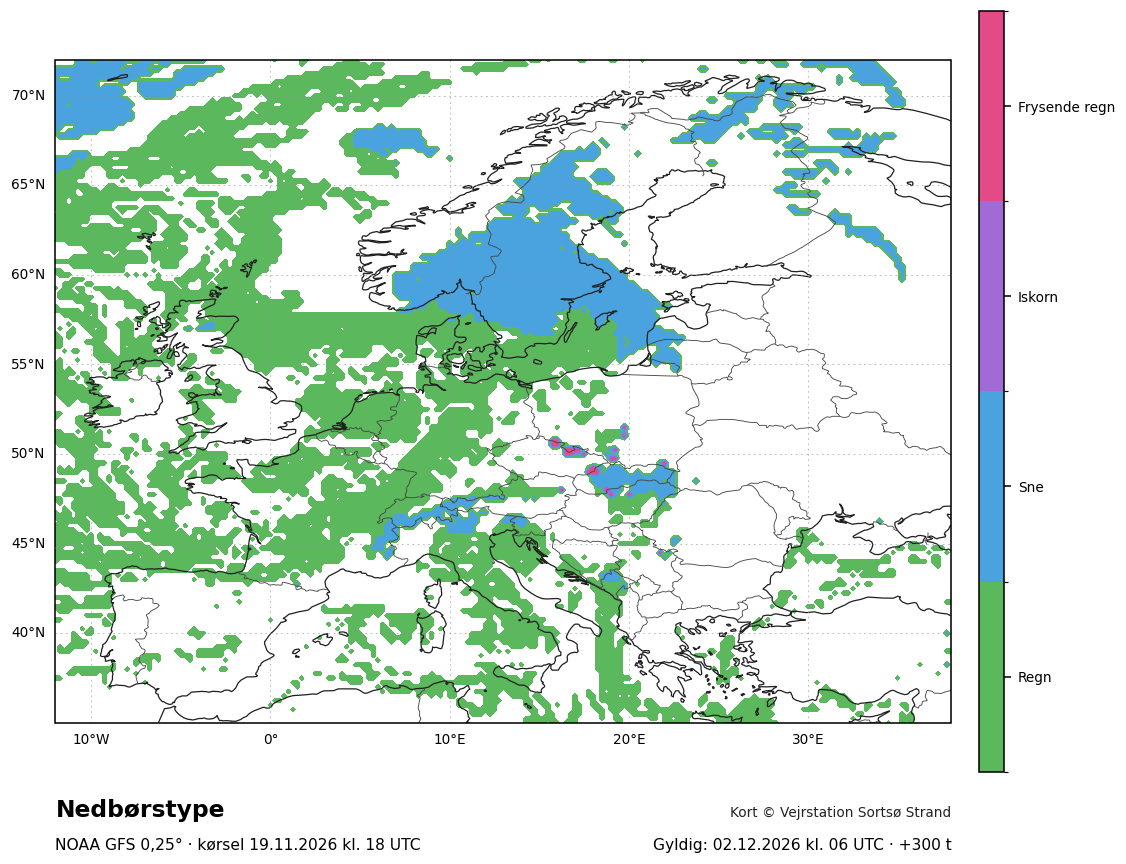 Frysende regn
Iskorn
Sne
Regn
70°N
65°N
60°N
55°N
50°N
45°N
40°N
10°W
0°
10°E
20°E
30°E
Nedbørstype
Kort © Vejrstation Sortsø Strand
NOAA GFS 0,25° · kørsel 19.11.2026 kl. 18 UTC
Gyldig: 02.12.2026 kl. 06 UTC · +300 t